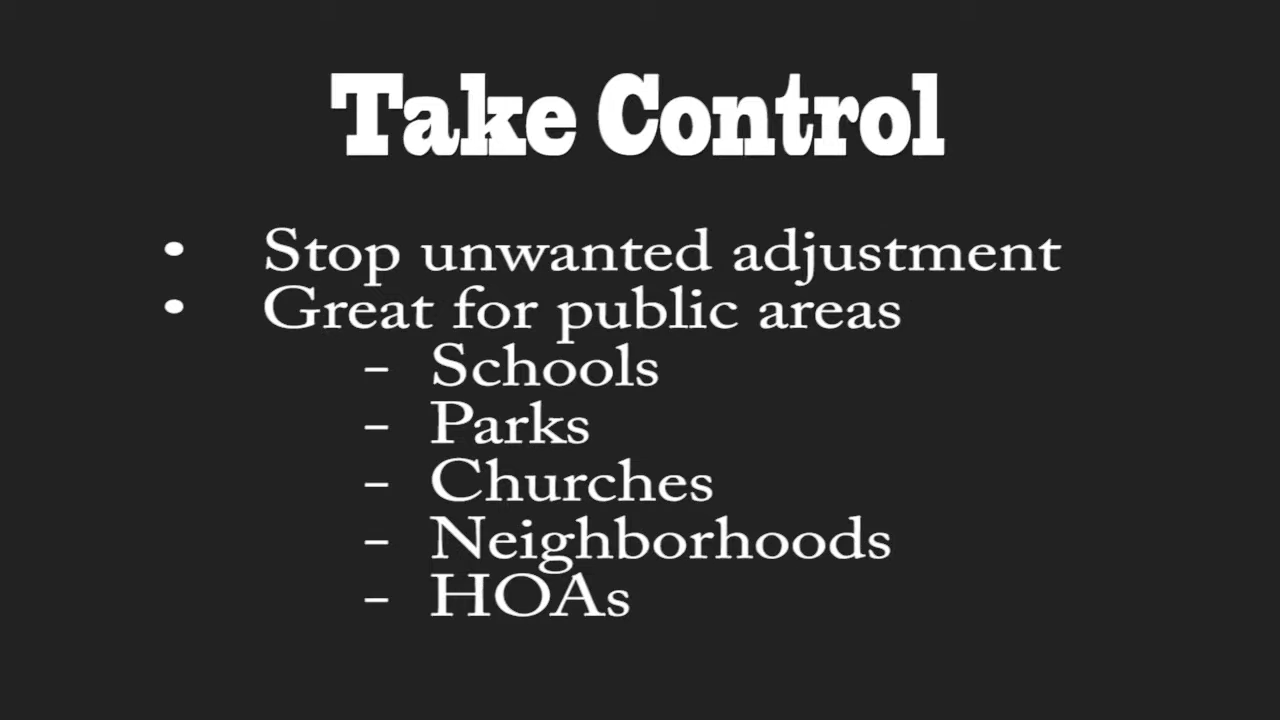 Take Control
• Stop unwanted adjustment
• Great for public areas
– Schools
– Parks
– Churches
– Neighborhoods
– HOAs